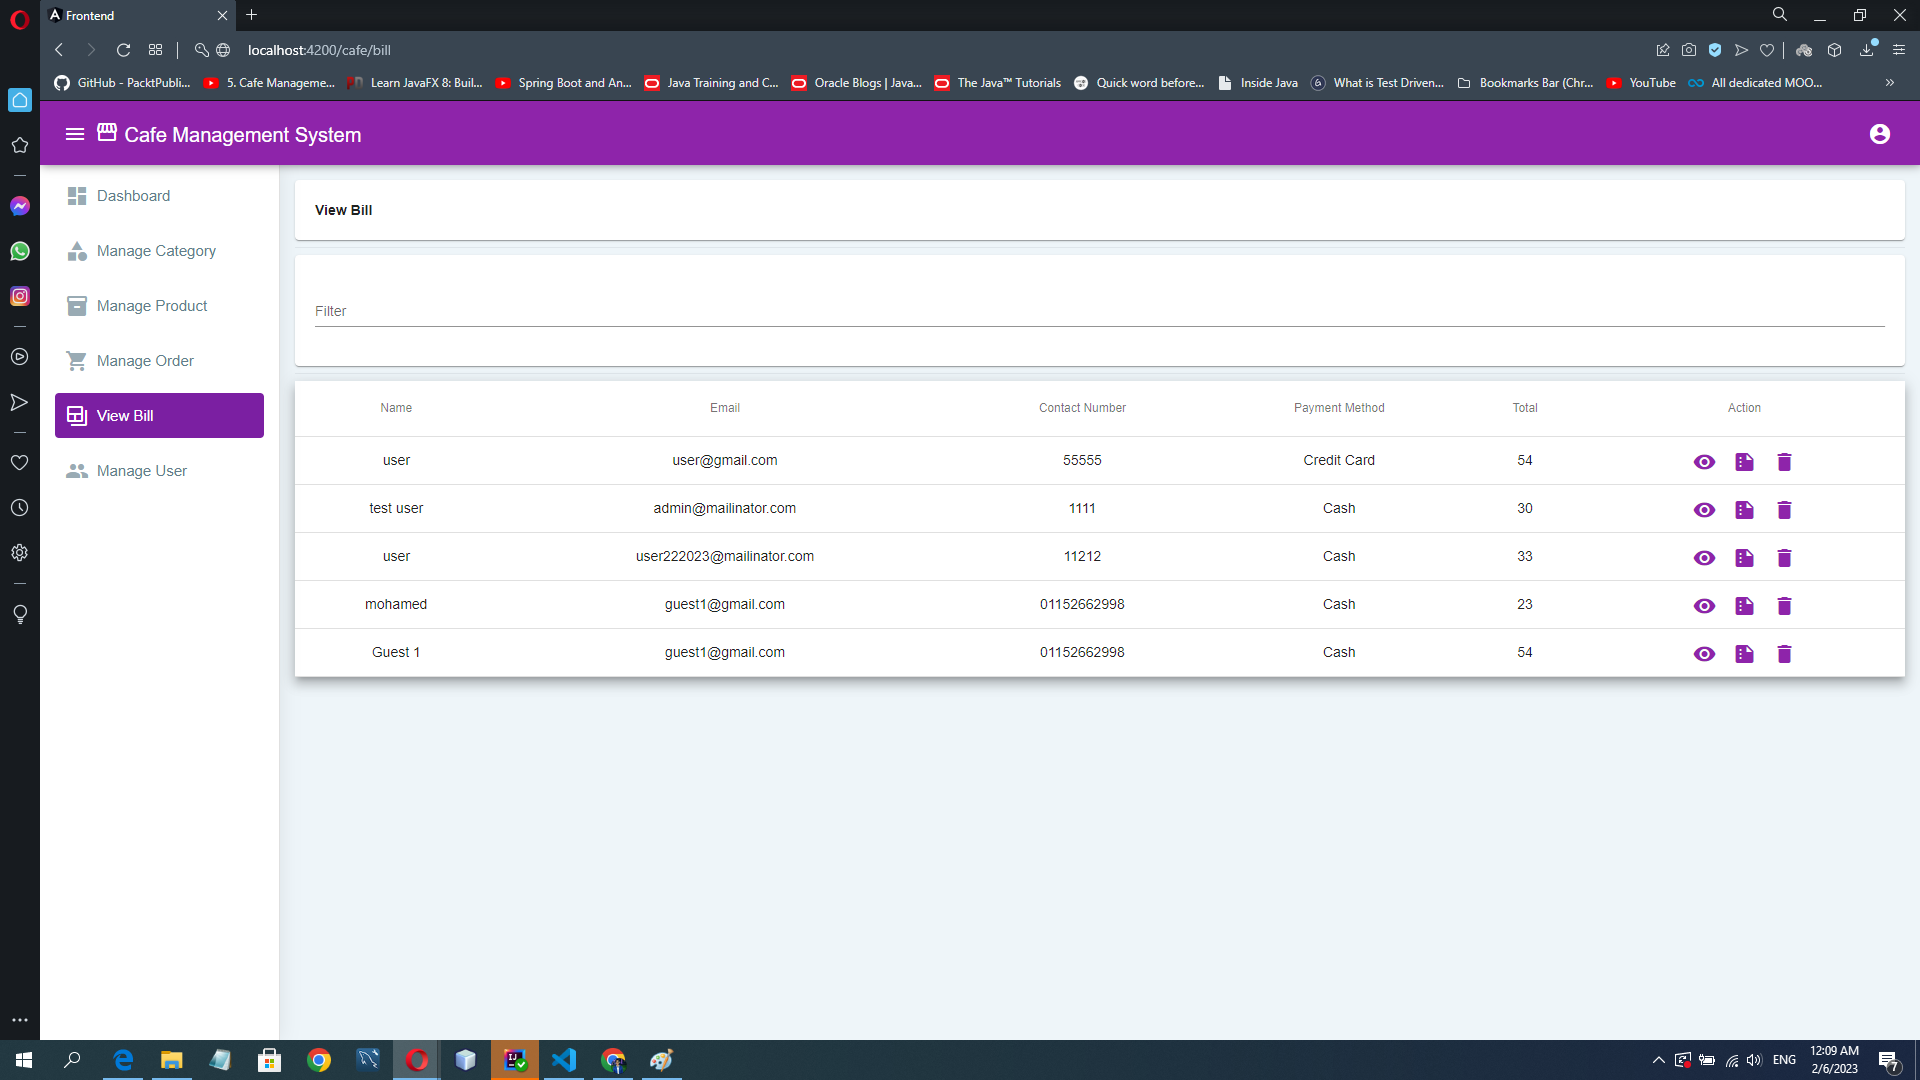 Frontend
localhost:4200/cafe/bill
GitHub - PacktPubli... 5. Cafe Manageme... Learn JavaFX 8: Buil... Spring Boot and An... Java Training and C... Oracle Blogs | Java... The Java™ Tutorials Quick word before... Inside Java What is Test Driven... Bookmarks Bar (Chr... YouTube All dedicated MOO... »
Cafe Management System
Dashboard
Manage Category
Manage Product
Manage Order
View Bill
Manage User
View Bill
Filter
Name Email Contact Number Payment Method Total Action
user user@gmail.com 55555 Credit Card 54
test user admin@mailinator.com 1111 Cash 30
user user222023@mailinator.com 11212 Cash 33
mohamed guest1@gmail.com 01152662998 Cash 23
Guest 1 guest1@gmail.com 01152662998 Cash 54
ENG
12:09 AM
2/6/2023
7